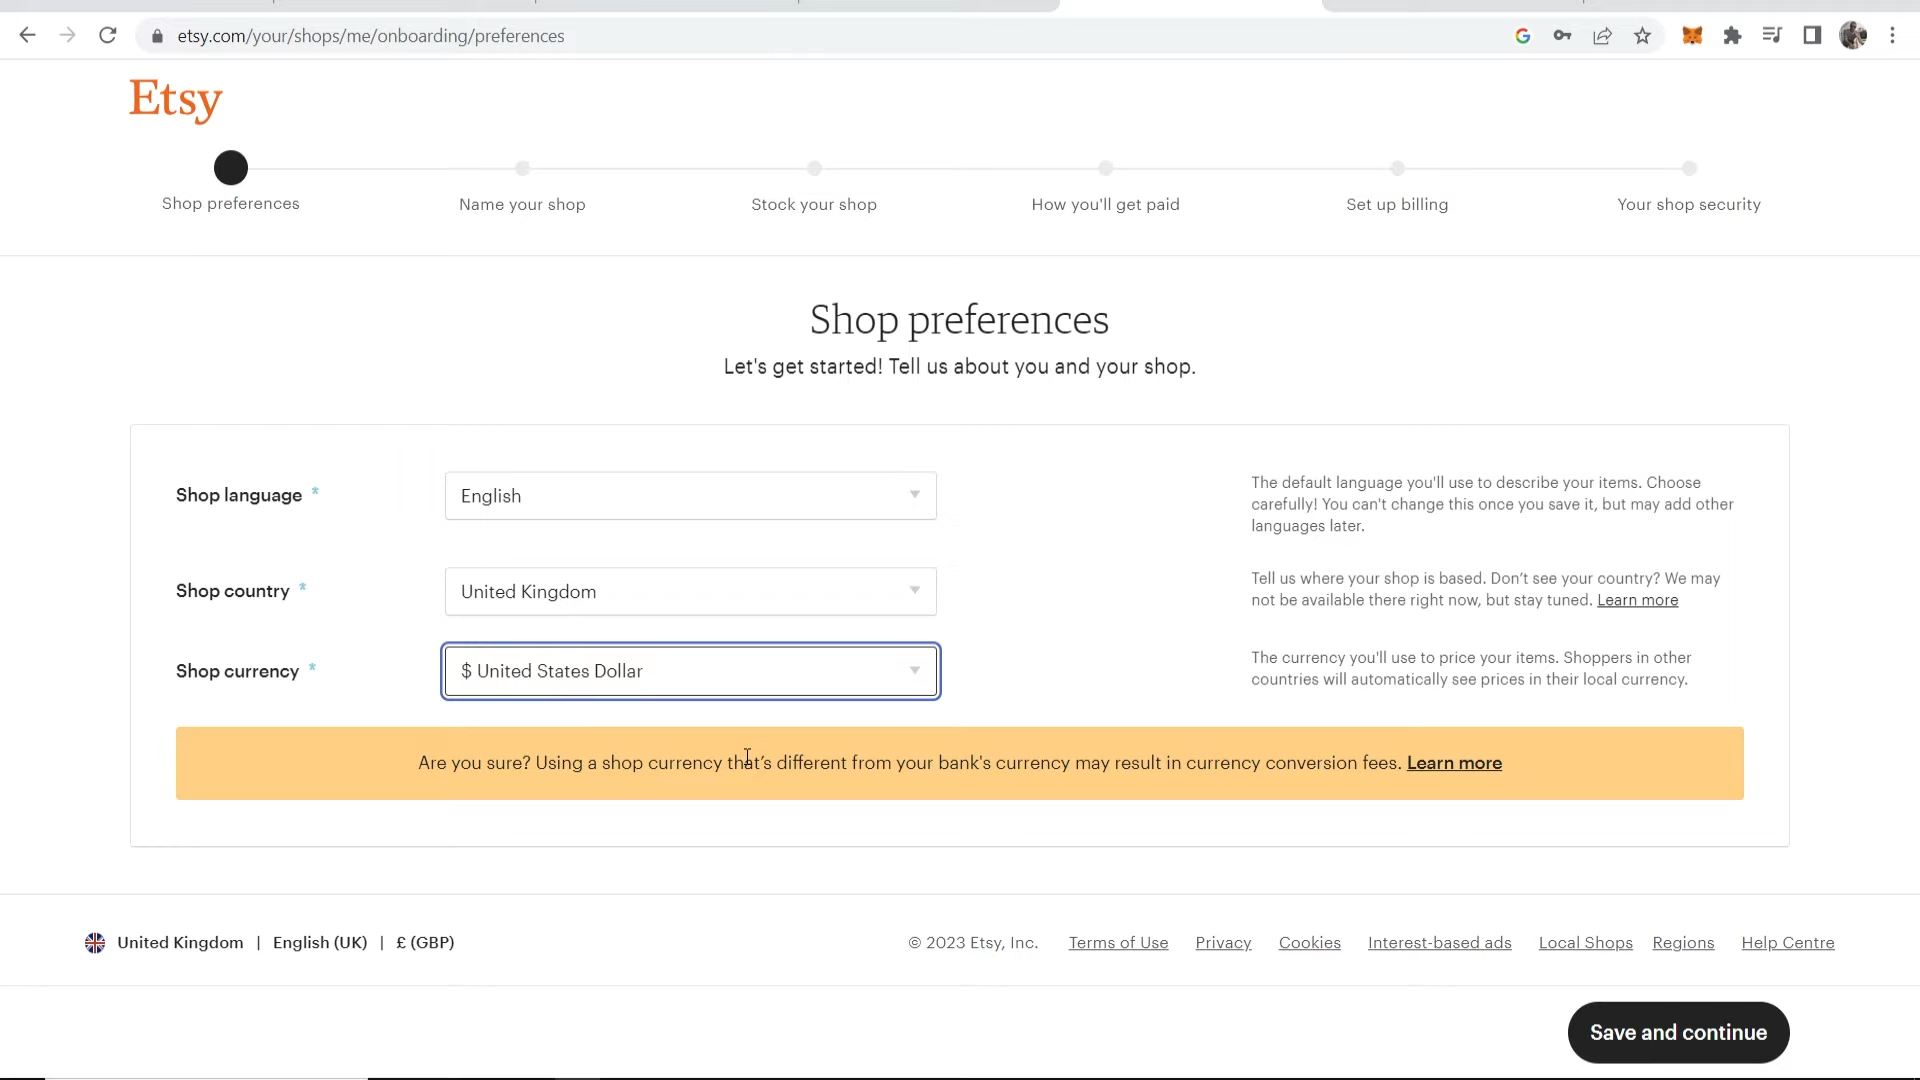 etsy.com/your/shops/me/onboarding/preferences
Etsy
Shop preferences
Name your shop
Stock your shop
How you'll get paid
Set up billing
Your shop security
Shop preferences
Let's get started! Tell us about you and your shop.
Shop language *
English
The default language you'll use to describe your items. Choose
carefully! You can't change this once you save it, but may add other
languages later.
Shop country *
United Kingdom
Tell us where your shop is based. Don’t see your country? We may
not be available there right now, but stay tuned. Learn more
Shop currency *
$ United States Dollar
The currency you'll use to price your items. Shoppers in other
countries will automatically see prices in their local currency.
Are you sure? Using a shop currency that’s different from your bank's currency may result in currency conversion fees. Learn more
United Kingdom | English (UK) | £ (GBP)
© 2023 Etsy, Inc. Terms of Use Privacy Cookies Interest-based ads Local Shops Regions Help Centre
Save and continue